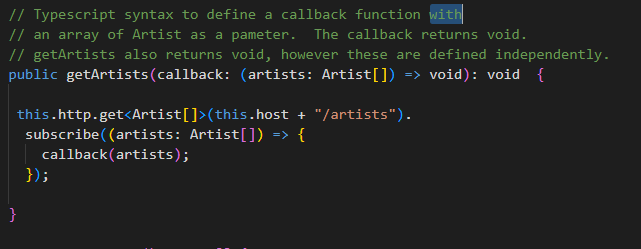 // Typescript syntax to define a callback function with
// an array of Artist as a pameter.  The callback returns void.
// getArtists also returns void, however these are defined independently.
public getArtists(callback: (artists: Artist[]) => void): void  {
this.http.get<Artist[]>(this.host + "/artists").
subscribe((artists: Artist[]) => {
callback(artists);
});
}